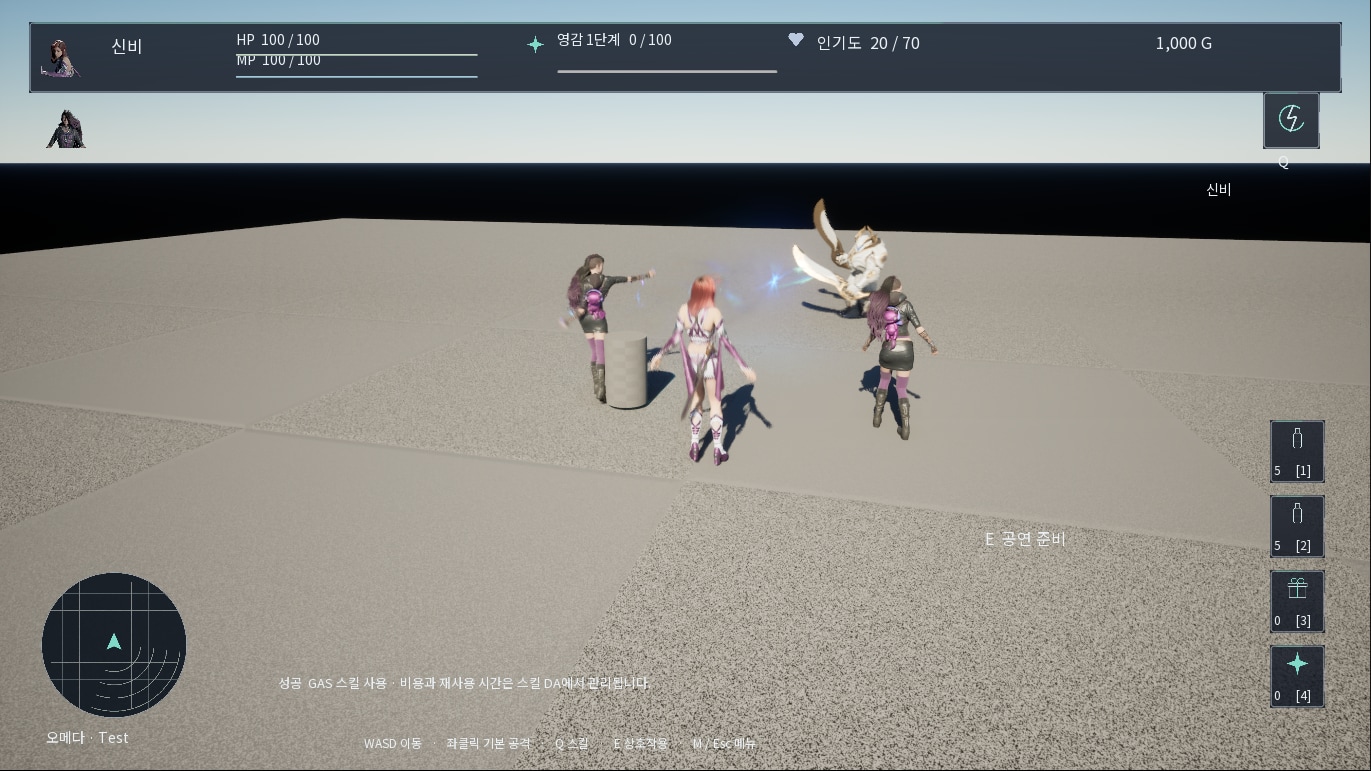 신비
HP 100 / 100
MP 100 / 100
영감 1단계 0 / 100
인기도 20 / 70
1,000 G
Q
신비
5 [1]
5 [2]
E 공연 준비
0 [3]
0 [4]
성공 GAS 스킬 사용 · 비용과 재사용 시간은 스킬 DA에서 관리됩니다.
오메다 · Test
WASD 이동 · 좌클릭 기본 공격 · Q 스킬 · E 상호작용 · M / Esc 메뉴